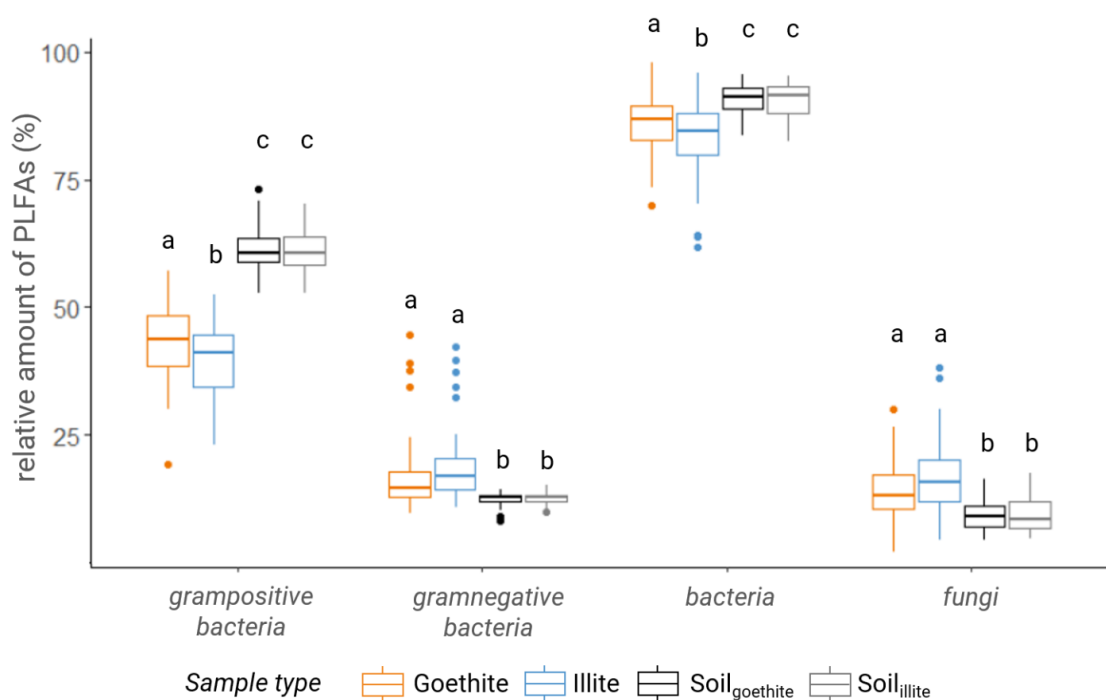 relative amount of PLFAs (%)
100
75
50
25
a b c c
a b c c
a a b b
a a b b
grampositive bacteria
gramnegative bacteria
bacteria
fungi
Sample type Goethite Illite Soilgoethite Soilillite